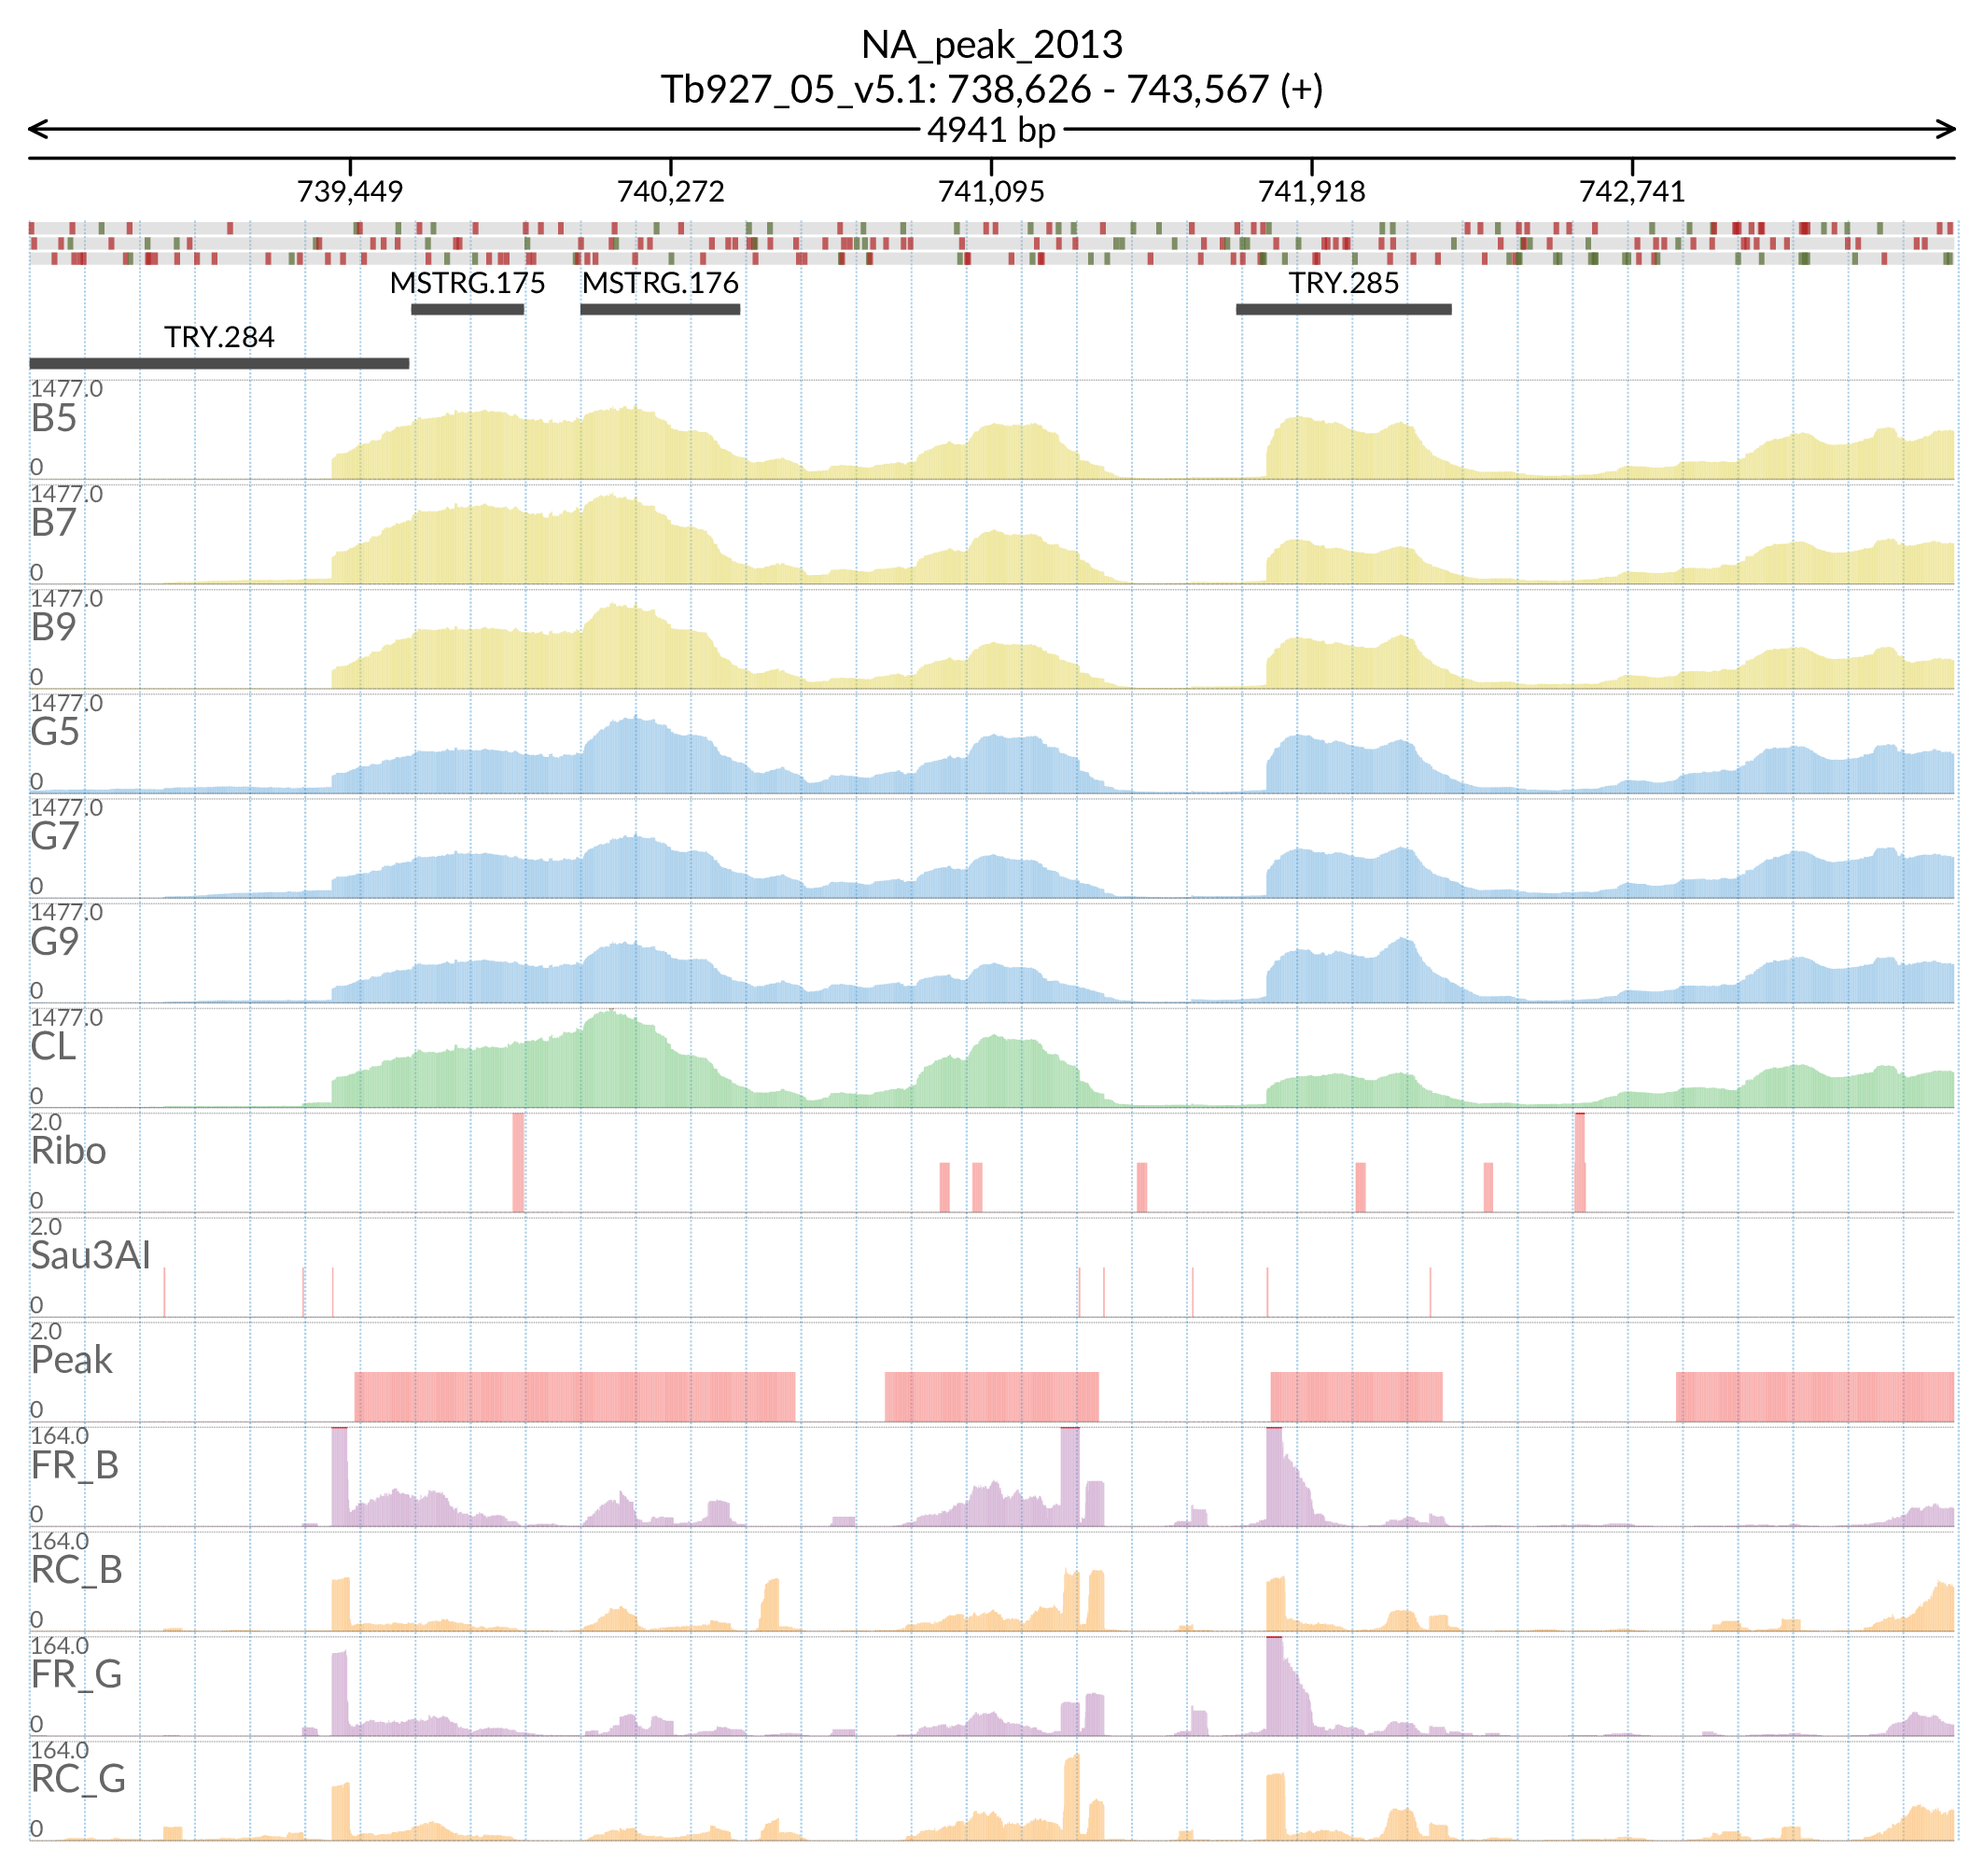 NA_peak_2013
Tb927_05_v5.1: 738,626 - 743,567 (+)
4941 bp
739,449 740,272 741,095 741,918 742,741
MSTRG.175 MSTRG.176 TRY.285
TRY.284
1477.0
B5
0
1477.0
B7
0
1477.0
B9
0
1477.0
G5
0
1477.0
G7
0
1477.0
G9
0
1477.0
CL
0
2.0
Ribo
0
2.0
Sau3AI
0
2.0
Peak
0
164.0
FR_B
0
164.0
RC_B
0
164.0
FR_G
0
164.0
RC_G
0